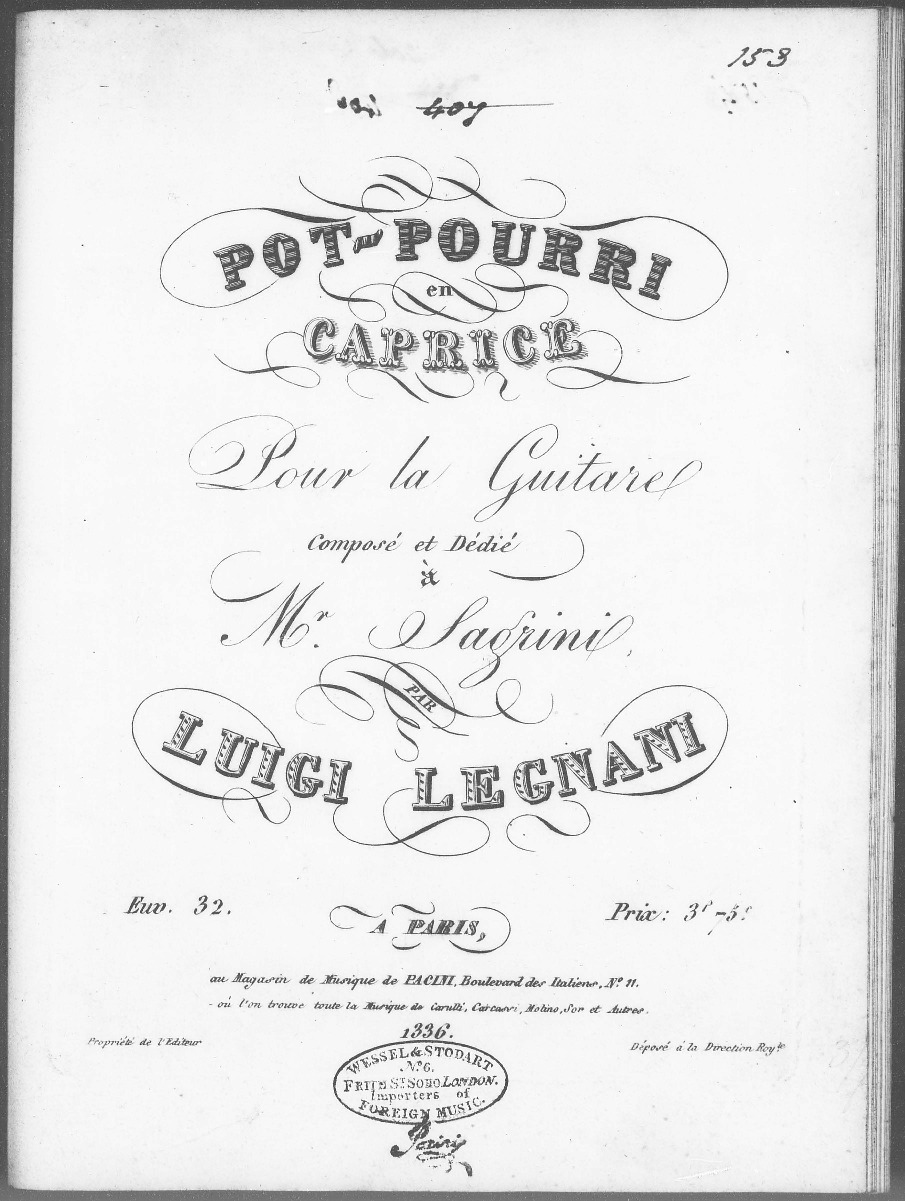 153
407
POT-POURRI
en
CAPRICE
Pour la Guitare
Composé et Dédié
à
Mr. Sagrini,
PAR
LUIGI LEGNANI
Euv. 32.
Prix: 3f 75c
A PARIS,
au Magasin de Musique de PACINI, Boulevard des Italiens, No. 11.
où l'on trouve toute la Musique de Carulli, Carcassi, Molino, Sor et Autres.
1336.
Propriété de l'Editeur
Déposé à la Direction Royle
WESSEL & STODART
No. 6.
FRITH St. SOHO LONDON.
Importers of
FOREIGN MUSIC.
Pacini